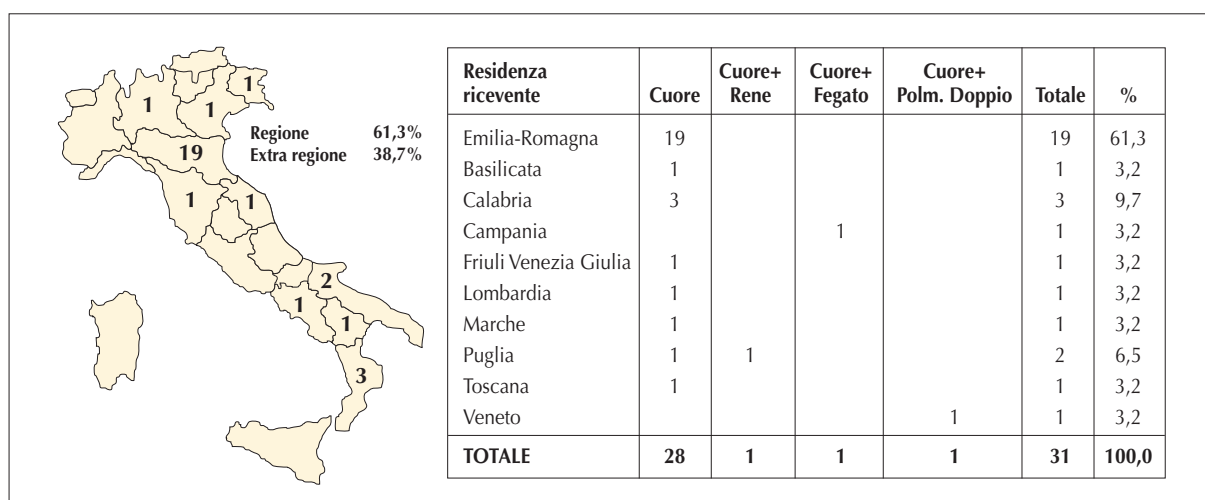 1
1
1
Regione 61,3%
Extra regione 38,7%
19
1
1
2
1
1
3
Residenza ricevente Cuore Cuore+ Rene Cuore+ Fegato Cuore+ Polm. Doppio Totale %
Emilia-Romagna 19 19 61,3
Basilicata 1 1 3,2
Calabria 3 3 9,7
Campania 1 1 3,2
Friuli Venezia Giulia 1 1 3,2
Lombardia 1 1 3,2
Marche 1 1 3,2
Puglia 1 1 2 6,5
Toscana 1 1 3,2
Veneto 1 1 3,2
TOTALE 28 1 1 1 31 100,0